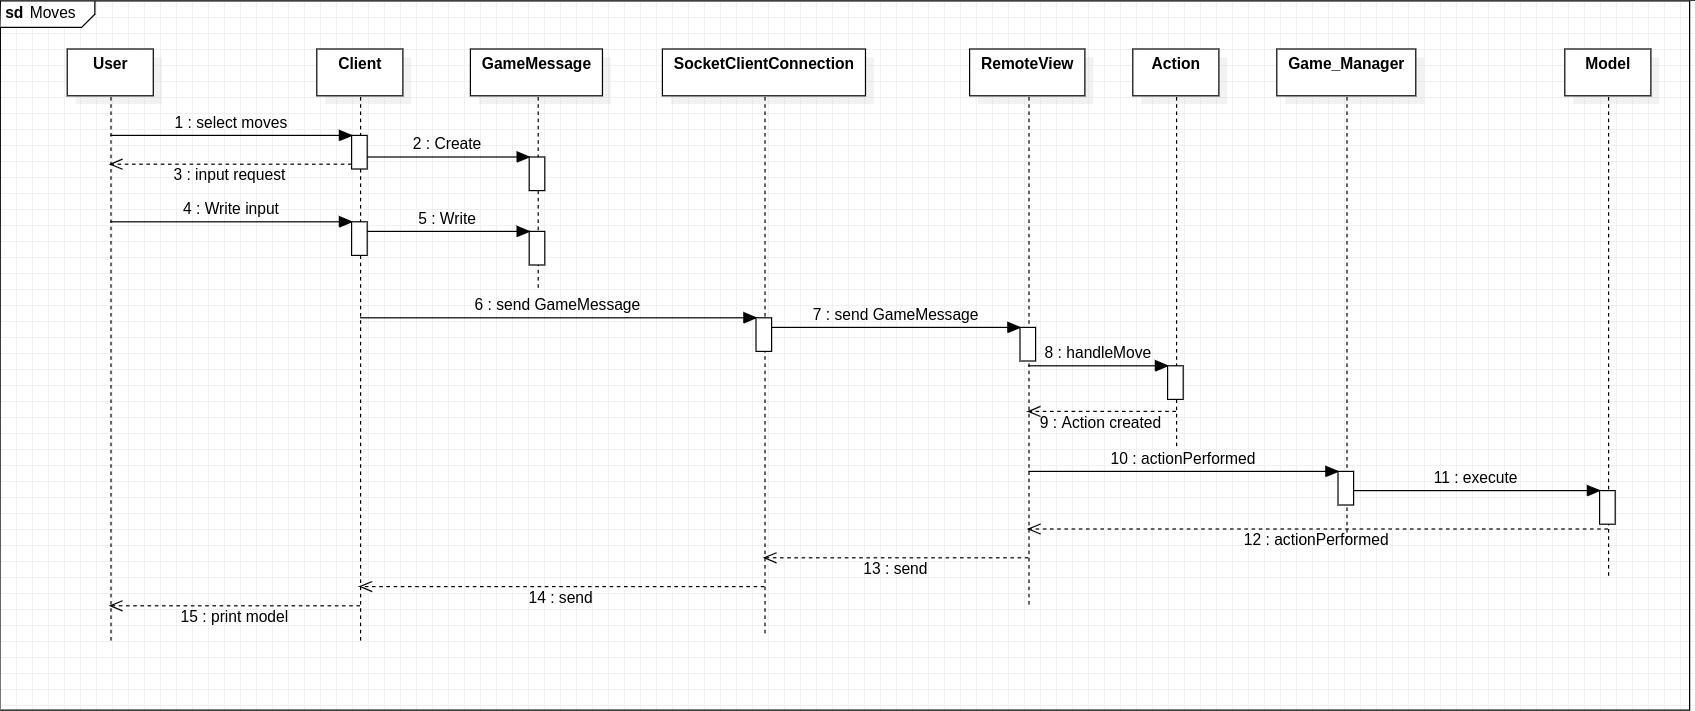 sd Moves
User
Client
GameMessage
SocketClientConnection
RemoteView
Action
Game_Manager
Model
1 : select moves
2 : Create
3 : input request
4 : Write input
5 : Write
6 : send GameMessage
7 : send GameMessage
8 : handleMove
9 : Action created
10 : actionPerformed
11 : execute
12 : actionPerformed
13 : send
14 : send
15 : print model